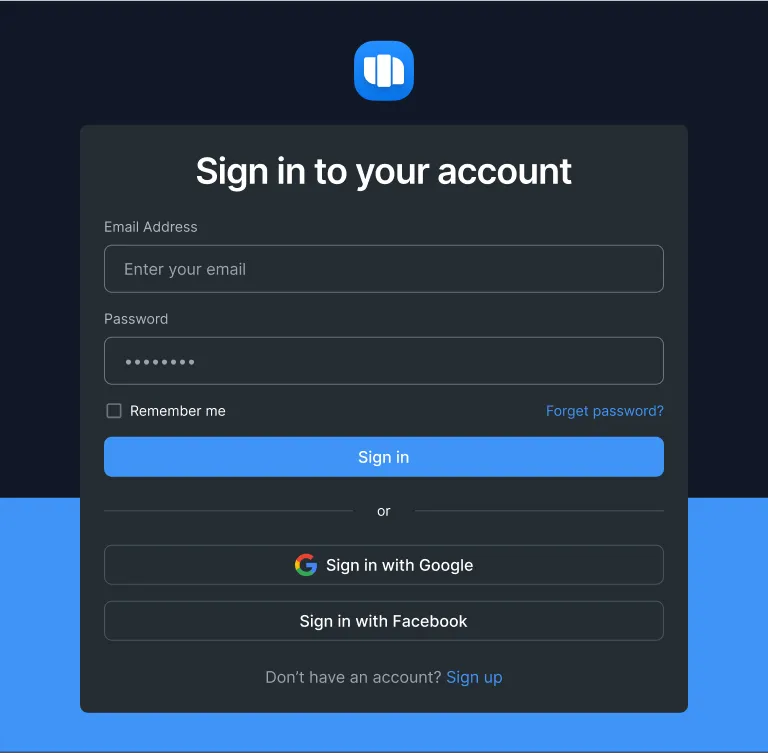 Sign in to your account
Email Address
Enter your email
Password
••••••••
Remember me
Forget password?
Sign in
or
Sign in with Google
Sign in with Facebook
Don’t have an account? Sign up